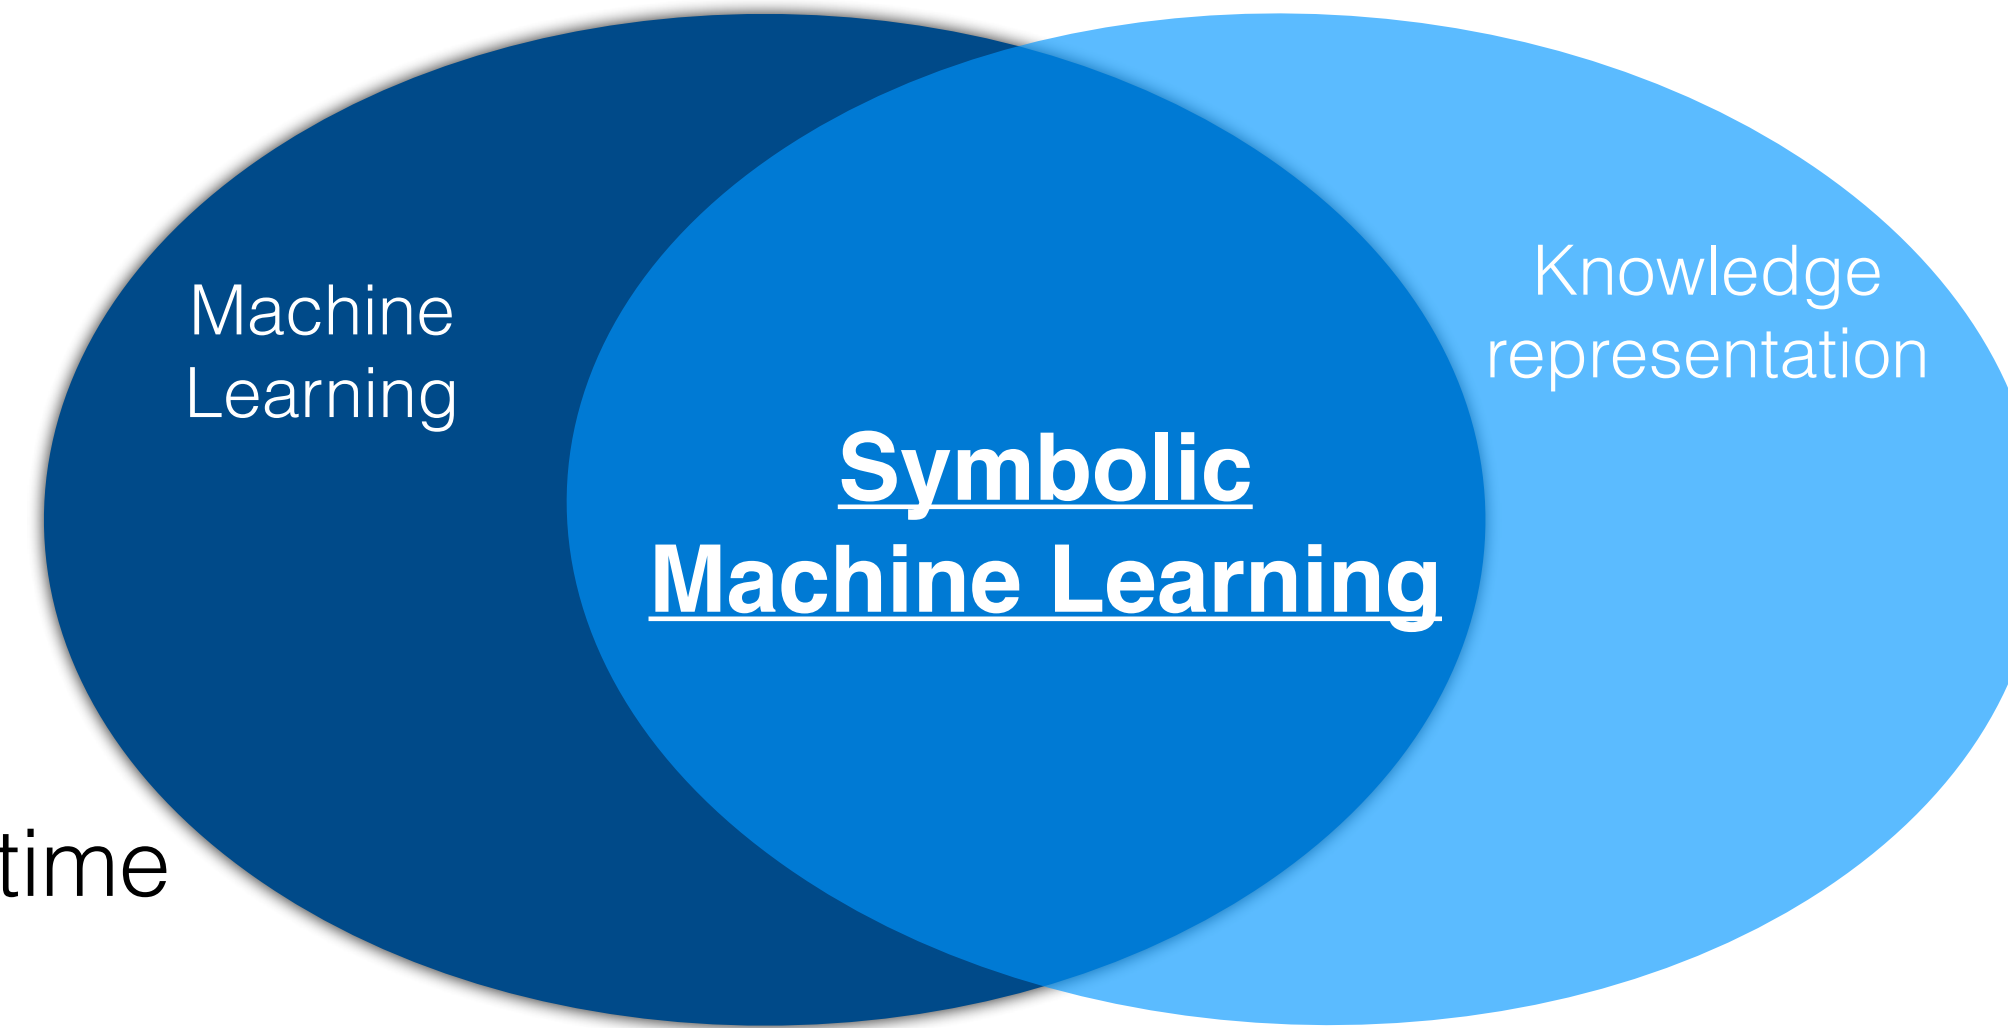 Machine
Learning
Knowledge
representation
Symbolic
Machine Learning
time